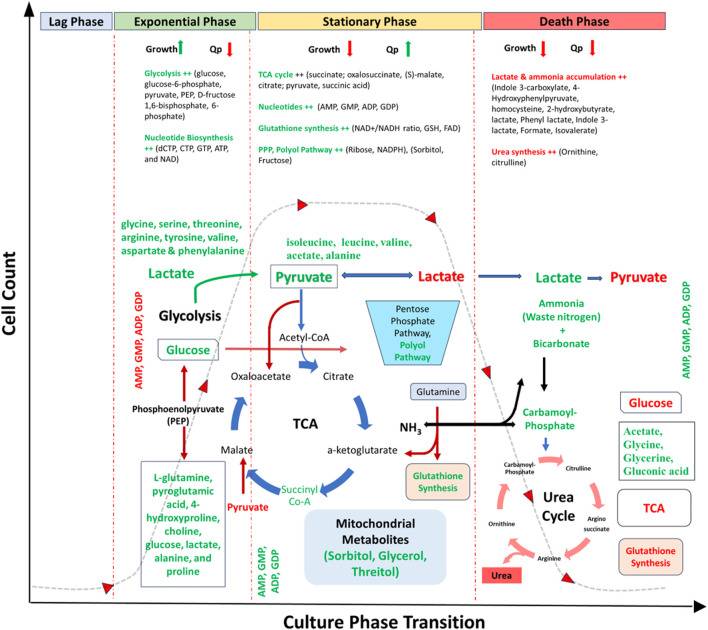 Lag Phase
Exponential Phase
Stationary Phase
Death Phase
Growth
Qp
Growth
Qp
Growth
Qp
Glycolysis ++ (glucose,
glucose-6-phosphate,
pyruvate, PEP, D-fructose
1,6-bisphosphate, 6-
phosphate)
Nucleotide Biosynthesis
++ (dCTP, CTP, GTP, ATP,
and NAD)
TCA cycle ++ (succinate; oxalosuccinate, (S)-malate,
citrate; pyruvate, succinic acid)
Nucleotides ++ (AMP, GMP, ADP, GDP)
Glutathione synthesis ++ (NAD+/NADH ratio, GSH, FAD)
PPP, Polyol Pathway ++ (Ribose, NADPH), (Sorbitol,
Fructose)
Lactate & ammonia accumulation ++
(Indole 3-carboxylate, 4-
Hydroxyphenylpyruvate,
homocysteine, 2-hydroxybutyrate,
lactate, Phenyl lactate, Indole 3-
lactate, Formate, Isovalerate)
Urea synthesis ++ (Ornithine,
citrulline)
glycine, serine, threonine,
arginine, tyrosine, valine,
aspartate & phenylalanine
isoleucine, leucine, valine,
acetate, alanine
Lactate
Pyruvate
Lactate
Lactate
Pyruvate
Glycolysis
AMP, GMP, ADP, GDP
Glucose
Acetyl-CoA
Pentose
Phosphate
Pathway,
Polyol
Pathway
Ammonia
(Waste nitrogen)
+
Bicarbonate
AMP, GMP, ADP, GDP
Oxaloacetate
Citrate
Phosphoenolpyruvate
(PEP)
Glutamine
Glucose
TCA
NH3
Carbamoyl-
Phosphate
Acetate,
Glycine,
Glycerine,
Gluconic acid
Malate
a-ketoglutarate
L-glutamine,
pyroglutamic
acid, 4-
hydroxyproline,
choline,
glucose, lactate,
alanine, and
proline
Pyruvate
Succinyl
Co-A
Glutathione
Synthesis
Carbamoyl-
Phosphate
Citrulline
Urea
Cycle
TCA
Ornithine
Argino
succinate
Mitochondrial
Metabolites
(Sorbitol, Glycerol,
Threitol)
AMP, GMP,
ADP, GDP
Arginine
Urea
Glutathione
Synthesis
Cell Count
Culture Phase Transition